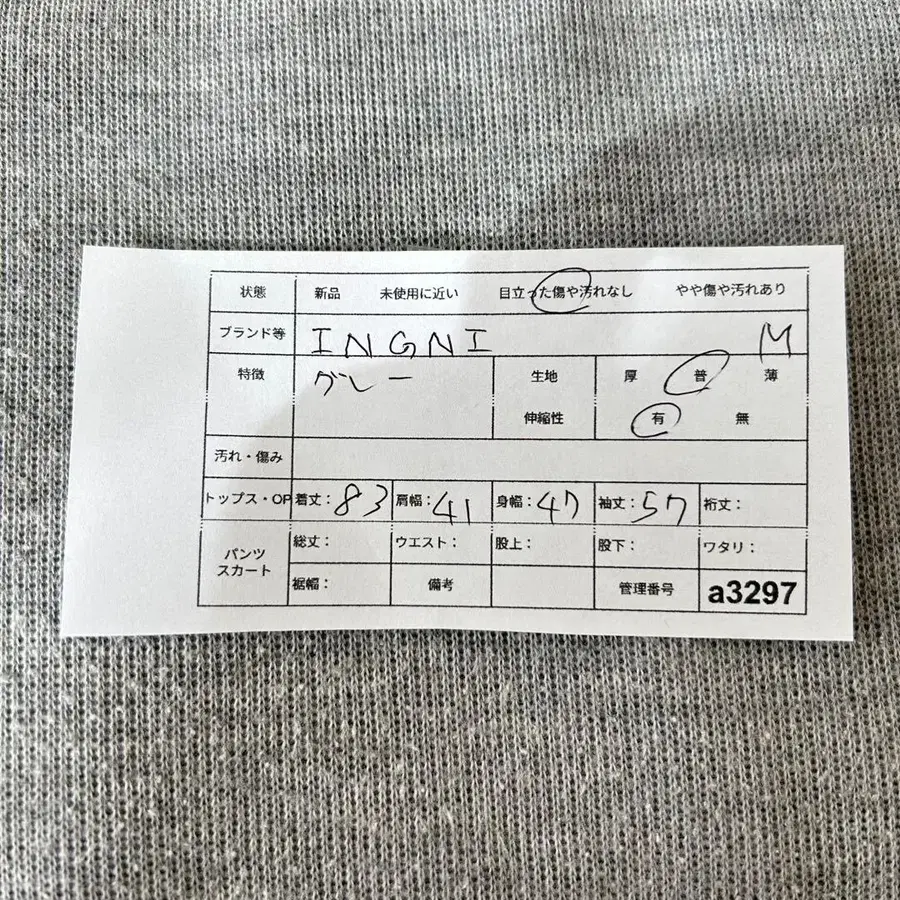 状態 新品 未使用に近い 目立った傷や汚れなし やや傷や汚れあり
ブランド等 INGNI M
特徴 グレー 生地 厚 普 薄
伸縮性 有 無
汚れ・傷み
トップス・OP 着丈：83 肩幅：41 身幅：47 袖丈：57 裄丈：
パンツ スカート 総丈： ウエスト： 股上： 股下： ワタリ：
裾幅： 備考 管理番号 a3297